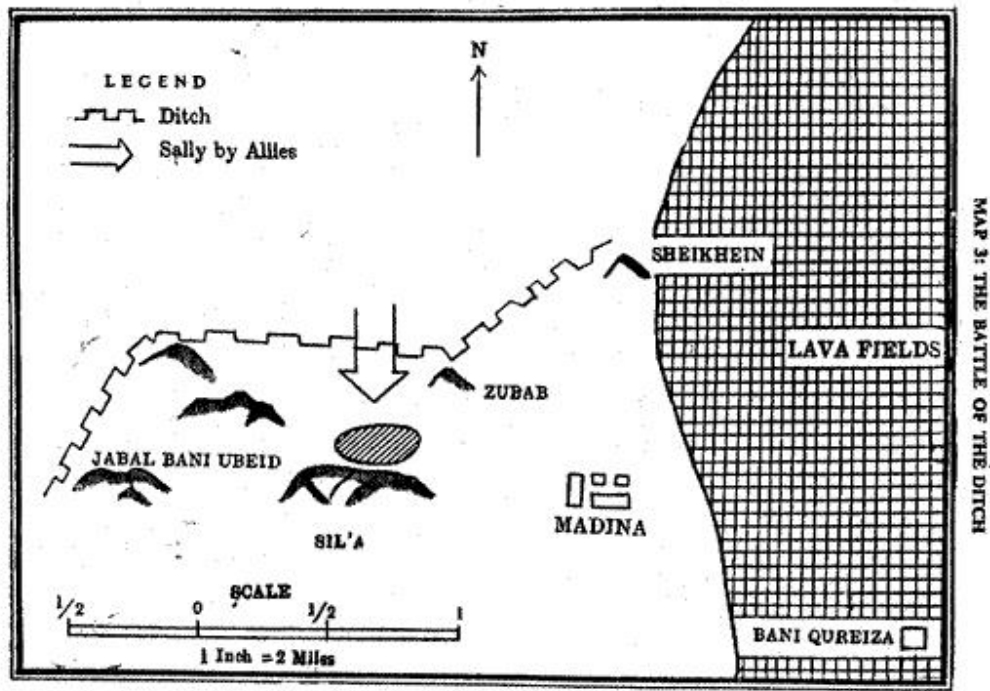 LEGEND
Ditch
Sally by Allies
N
SHEIKHEIN
LAVA FIELDS
ZUBAB
JABAL BANI UBEID
MADINA
SIL'A
SCALE
1/2 0 1/2 1
1 Inch = 2 Miles
BANI QUREIZA
MAP 3: THE BATTLE OF THE DITCH